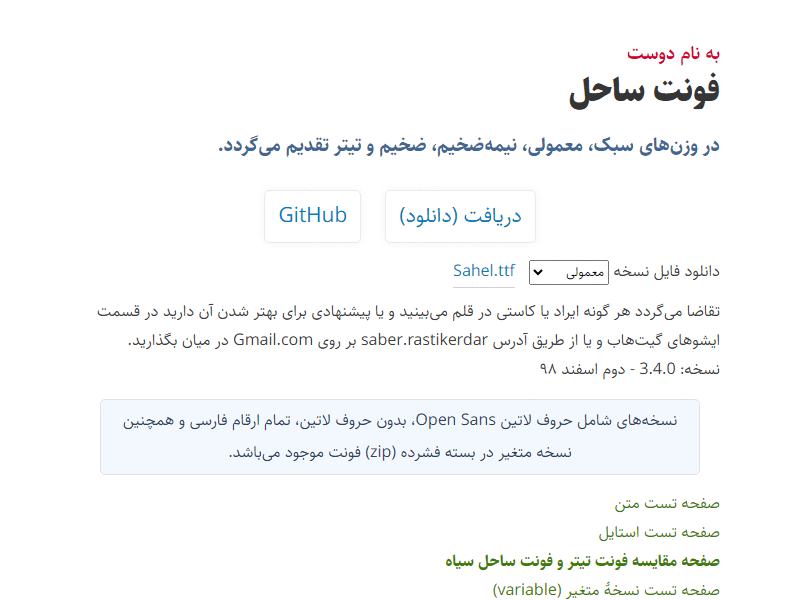 به نام دوست
فونت ساحل
در وزن‌های سبک، معمولی، نیمه‌ضخیم، ضخیم و تیتر تقدیم می‌گردد.
دریافت (دانلود) GitHub
دانلود فایل نسخه معمولی Sahel.ttf
تقاضا می‌گردد هر گونه ایراد یا کاستی در قلم می‌بینید و یا پیشنهادی برای بهتر شدن آن دارید در قسمت
ایشوهای گیت‌هاب و یا از طریق آدرس saber.rastikerdar بر روی Gmail.com در میان بگذارید.
نسخه: 3.4.0 - دوم اسفند ۹۸
نسخه‌های شامل حروف لاتین Open Sans، بدون حروف لاتین، تمام ارقام فارسی و همچنین
نسخه متغیر در بسته فشرده (zip) فونت موجود می‌باشد.
صفحه تست متن
صفحه تست استایل
صفحه مقایسه فونت تیتر و فونت ساحل سیاه
صفحه تست نسخهٔ متغیر (variable)